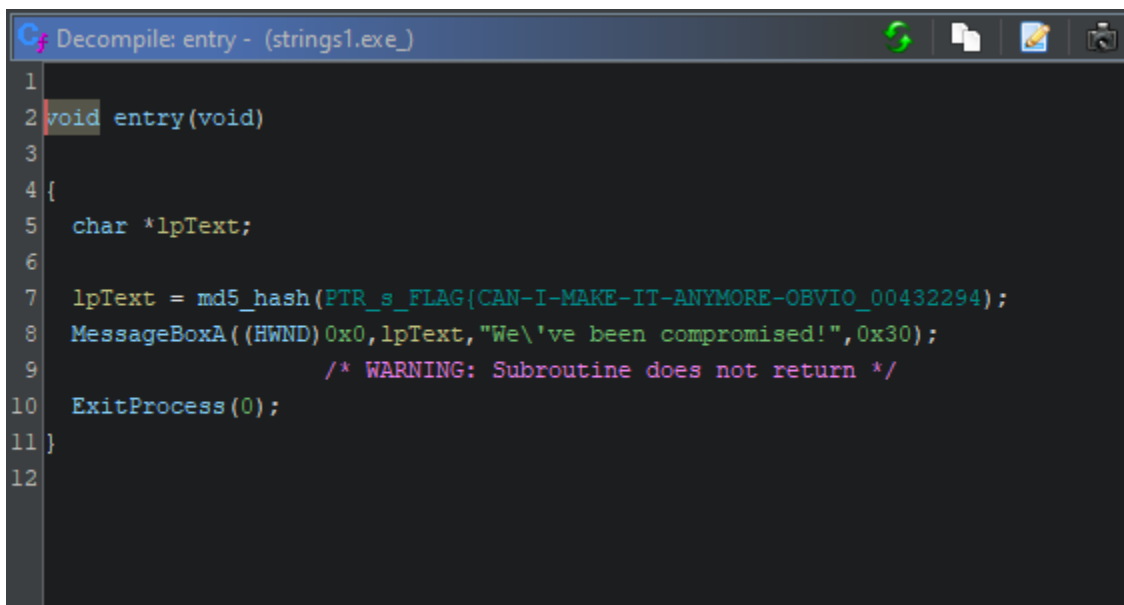 Cf Decompile: entry - (strings1.exe_)
1
2 void entry(void)
3
4 {
5 char *lpText;
6
7 lpText = md5_hash(PTR_s_FLAG{CAN-I-MAKE-IT-ANYMORE-OBVIO_00432294);
8 MessageBoxA((HWND)0x0,lpText,"We\'ve been compromised!",0x30);
9 /* WARNING: Subroutine does not return */
10 ExitProcess(0);
11 }
12